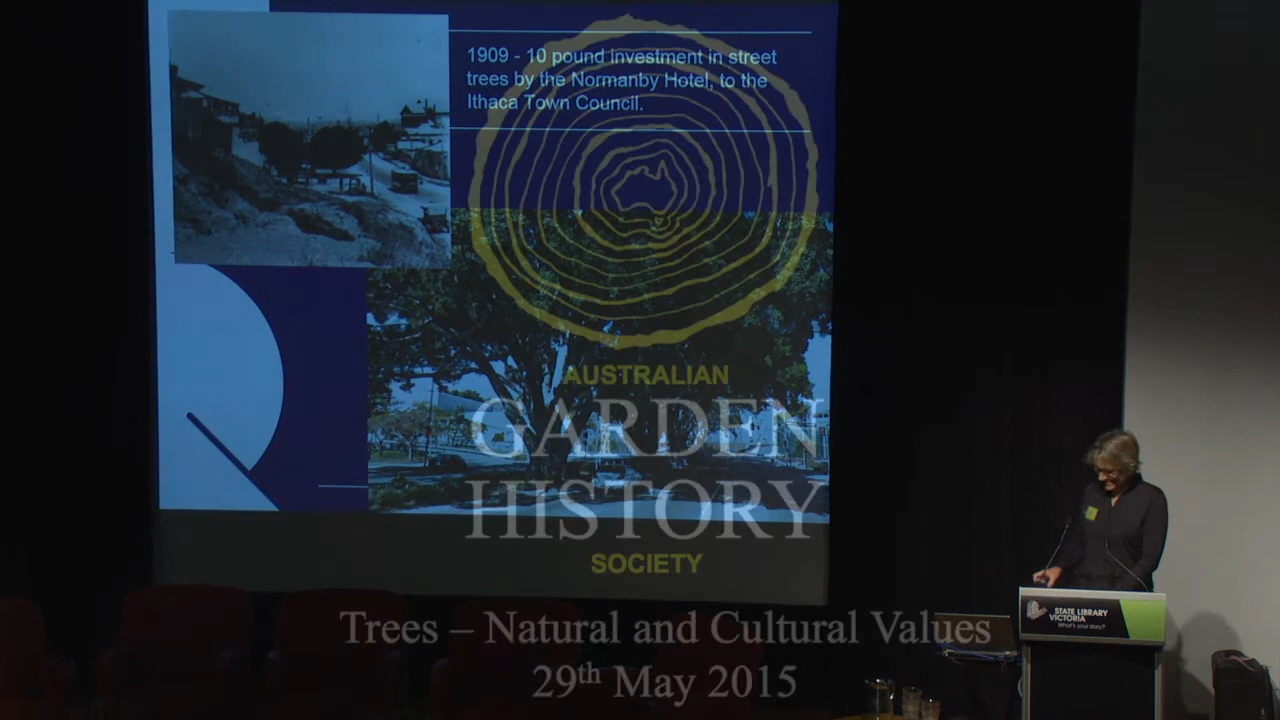 1909 - 10 pound investment in street
trees by the Normanby Hotel, to the
Ithaca Town Council.
AUSTRALIAN
GARDEN
HISTORY
SOCIETY
STATE LIBRARY
VICTORIA
What's your story?
Trees – Natural and Cultural Values
29th May 2015